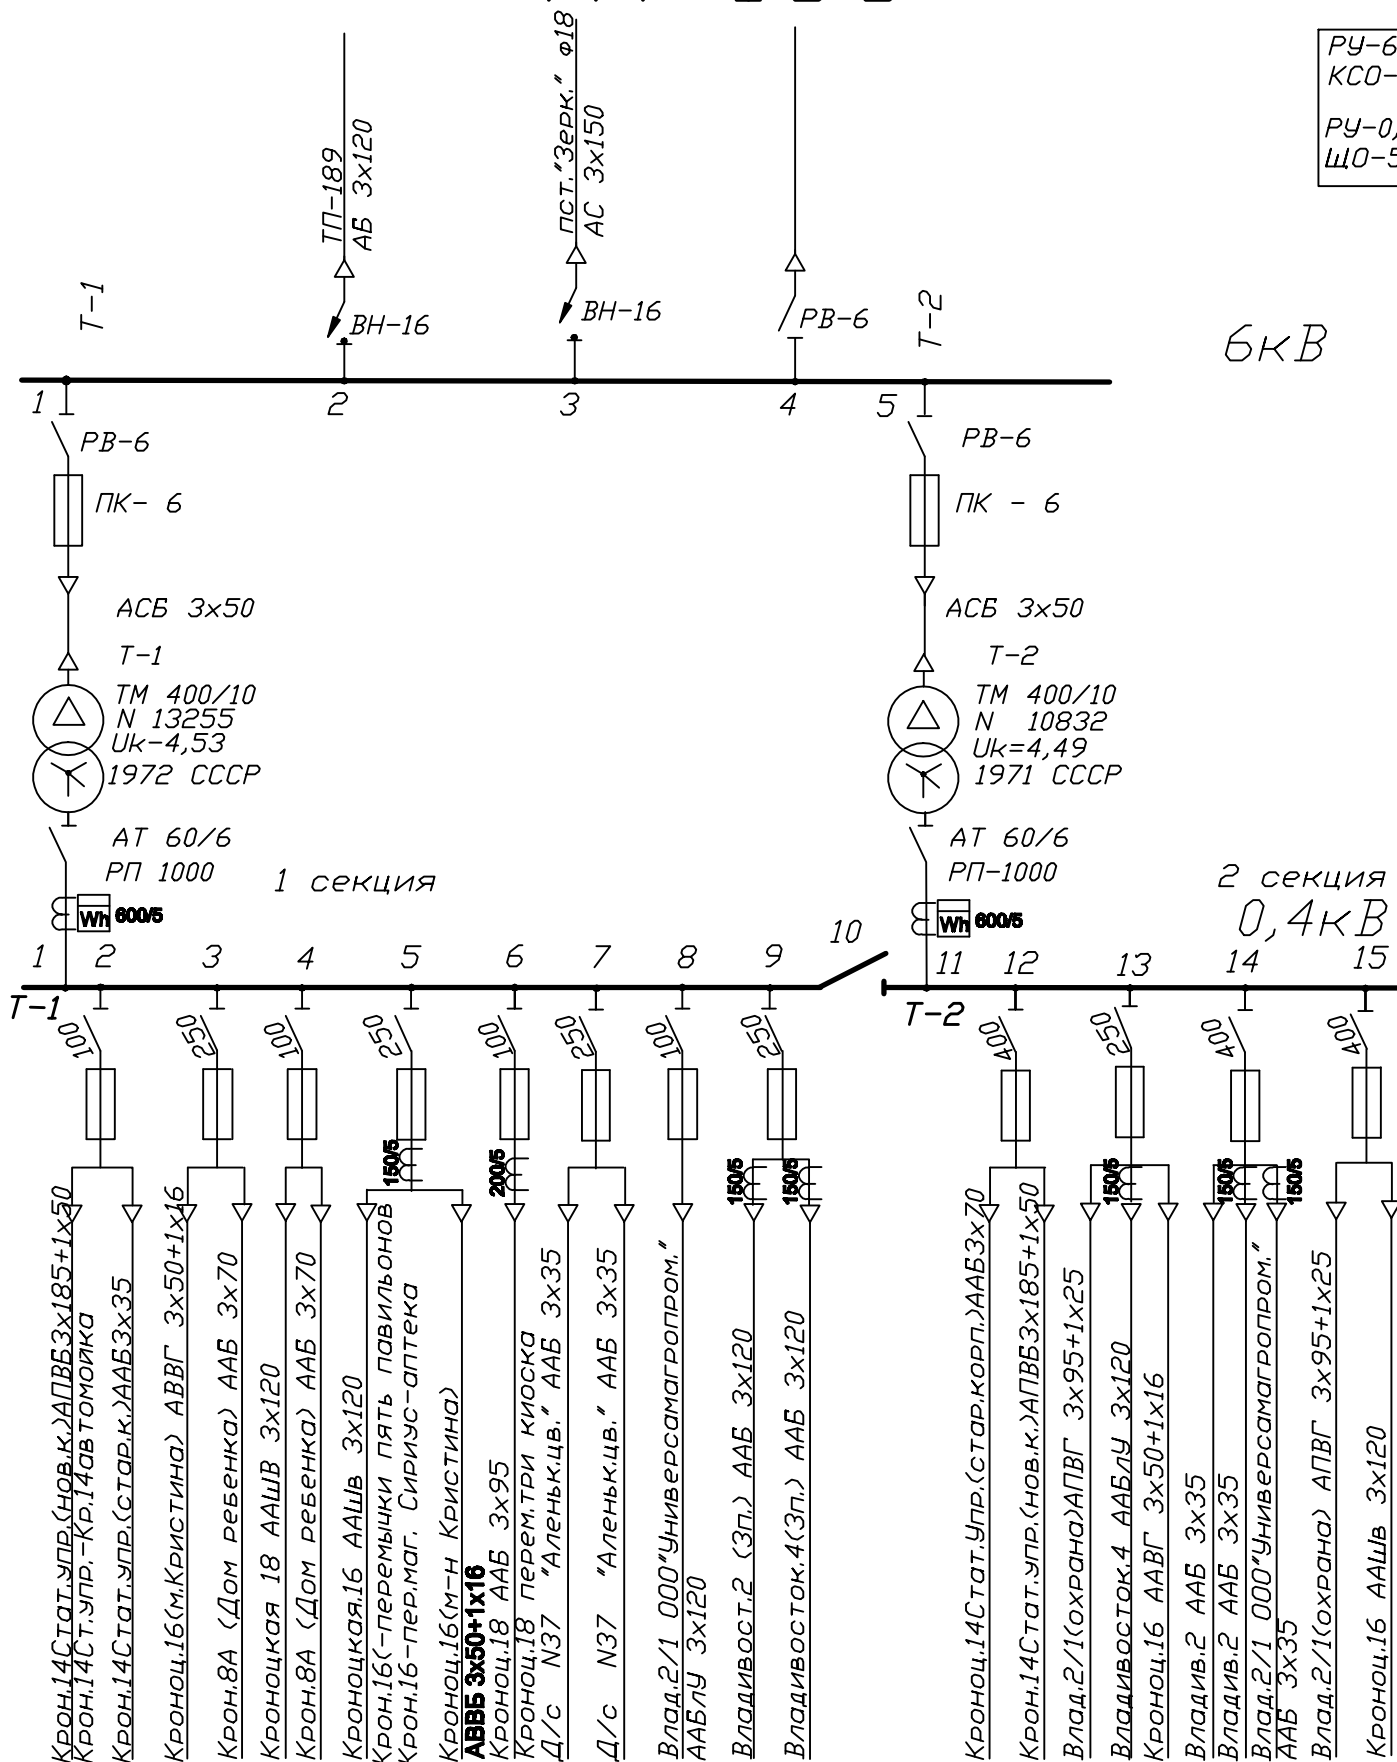 РУ-6
КСО-
РУ-0,
ЩО-5
ТП-189
АБ 3х120
пст."Зерк." ф18
АС 3х150
Т-1
ВН-16
ВН-16
РВ-6
Т-2
6кВ
1
2
3
4
5
РВ-6
РВ-6
ПК- 6
ПК - 6
АСБ 3х50
АСБ 3х50
Т-1
Т-2
ТМ 400/10
N 13255
Uк-4,53
1972 СССР
ТМ 400/10
N 10832
Uк=4,49
1971 СССР
АТ 60/6
РП 1000
АТ 60/6
РП-1000
1 секция
2 секция
0,4кВ
Wh 600/5
Wh 600/5
1
2
3
4
5
6
7
8
9
10
11
12
13
14
15
Т-1
Т-2
100
250
100
250
100
250
100
250
400
250
400
400
150/5
200/5
150/5
150/5
150/5
150/5
150/5
Крон.14Стат.упр.(нов.к.)АПВБ3х185+1х50
Крон.14Ст.упр.-Кр.14автомойка
Крон.14Стат.упр.(стар.к.)ААБ3х35
Кроноц.16(м.Кристина) АВВГ 3х50+1х16
Крон.8А (Дом ребенка) ААБ 3х70
Кроноцкая 18 ААШВ 3х120
Крон.8А (Дом ребенка) ААБ 3х70
Кроноцкая.16 ААШв 3х120
Крон.16(-перемычки пять павильонов
Крон.16-пер.маг. Сириус-аптека
Кроноц.16(м-н Кристина)
АВВБ 3х50+1х16
Кроноц.18 ААБ 3х95
Кроноц.18 перем.три киоска
Д/с N37 "Аленьк.цв." ААБ 3х35
Д/с N37 "Аленьк.цв." ААБ 3х35
Влад.2/1 ООО"Универсамагропром."
ААБлУ 3х120
Владивост.2 (3п.) ААБ 3х120
Владивосток.4(3п.) ААБ 3х120
Кроноц.14Стат.Упр.(стар.корп.)ААБ3х70
Крон.14Стат.упр.(нов.к.)АПВБ3х185+1х50
Влад.2/1(охрана)АПВГ 3х95+1х25
Владивосток.4 ААБлУ 3х120
Кроноц.16 ААВГ 3х50+1х16
Владив.2 ААБ 3х35
Владив.2 ААБ 3х35
Влад.2/1 ООО"Универсамагропром."
ААБ 3х35
Влад.2/1(охрана) АПВГ 3х95+1х25
Кроноц.16 ААШв 3х120